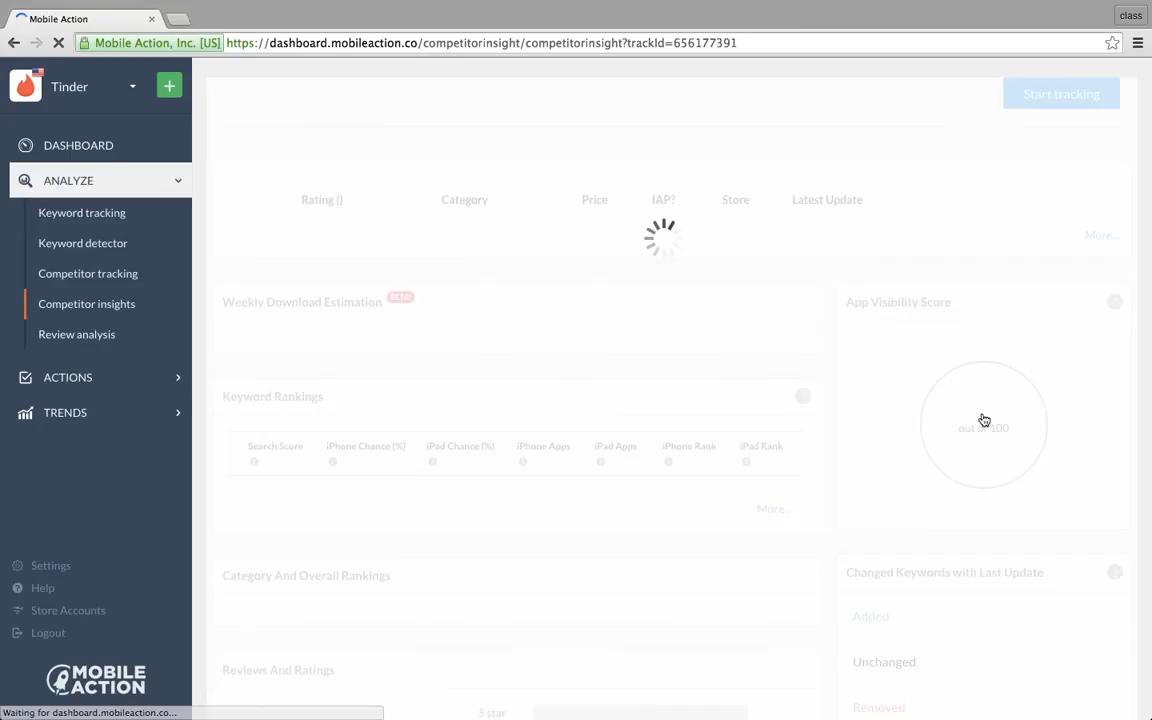 Mobile Action
class
Mobile Action, Inc. [US] https://dashboard.mobileaction.co/competitorinsight/competitorinsight?trackId=656177391
Tinder
Start tracking
DASHBOARD
ANALYZE
Keyword tracking
Keyword detector
Competitor tracking
Competitor insights
Review analysis
ACTIONS
TRENDS
Settings
Help
Store Accounts
Logout
MOBILE
ACTION
Waiting for dashboard.mobileaction.co...
Rating () Category Price IAP? Store Latest Update
More...
Weekly Download Estimation BETA!
Keyword Rankings
Search Score iPhone Chance (%) iPad Chance (%) iPhone Apps iPad Apps iPhone Rank iPad Rank
More...
Category And Overall Rankings
Reviews And Ratings
5 star
App Visibility Score
out of 100
Changed Keywords with Last Update
Added
Unchanged
Removed